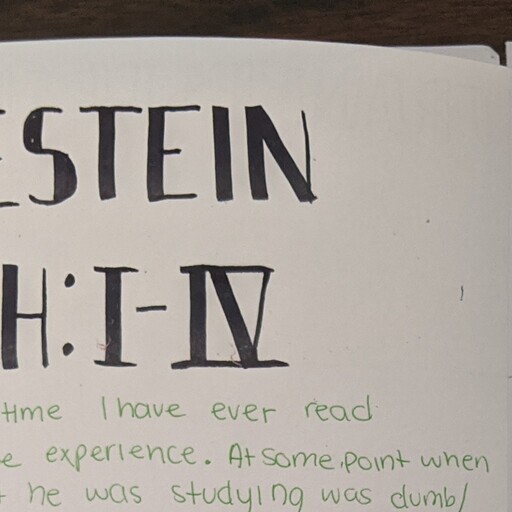 ESTEIN
H: I-IV
time I have ever read
e experience. At some point when
he was studying was dumb/